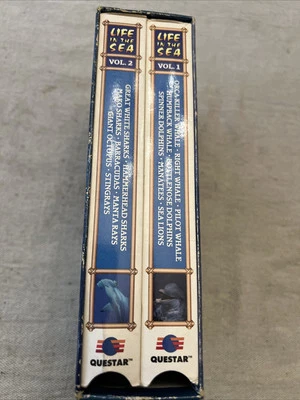 LIFE
IN THE
SEA
VOL. 2
GREAT WHITE SHARKS · HAMMERHEAD SHARKS
MAKO SHARKS · BARRACUDAS · MANTA RAYS
GIANT OCTOPUS · STINGRAYS
QUESTAR™
LIFE
IN THE
SEA
VOL. 1
ORCA/KILLER WHALE · RIGHT WHALE · PILOT WHALE
HUMPBACK WHALE · BOTTLENOSE DOLPHINS
SPINNER DOLPHINS · MANATEES · SEA LIONS
QUESTAR™